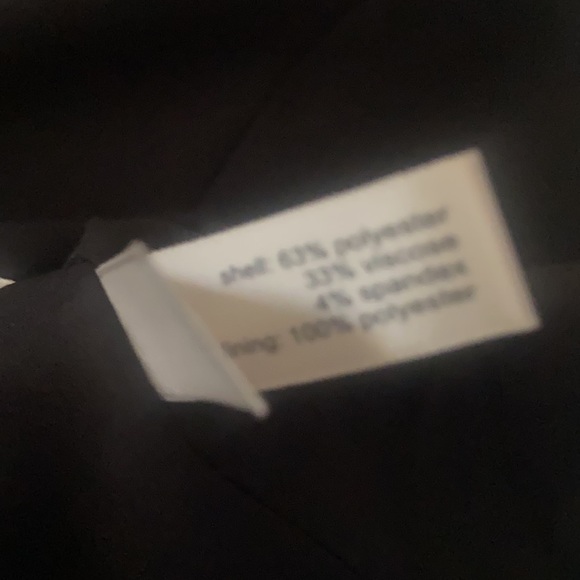 shell: 63% polyester
33% viscose
4% spandex
lining: 100% polyester